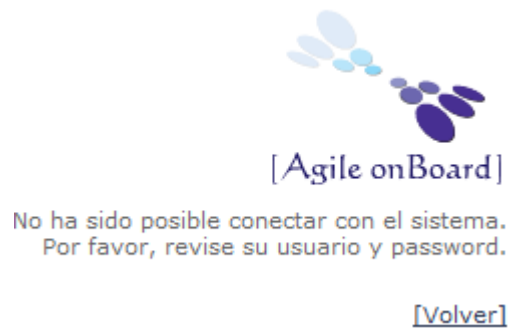 [Agile onBoard]
No ha sido posible conectar con el sistema.
Por favor, revise su usuario y password.
[Volver]